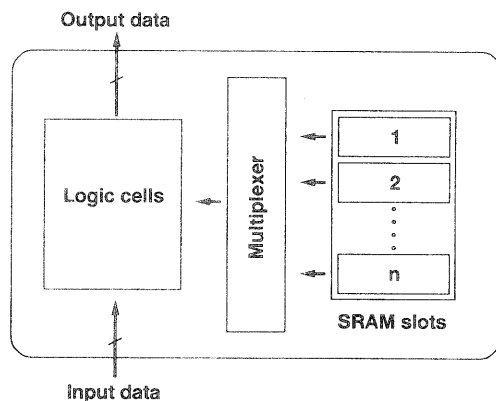 Output data
Logic cells
Multiplexer
1
2
n
SRAM slots
Input data